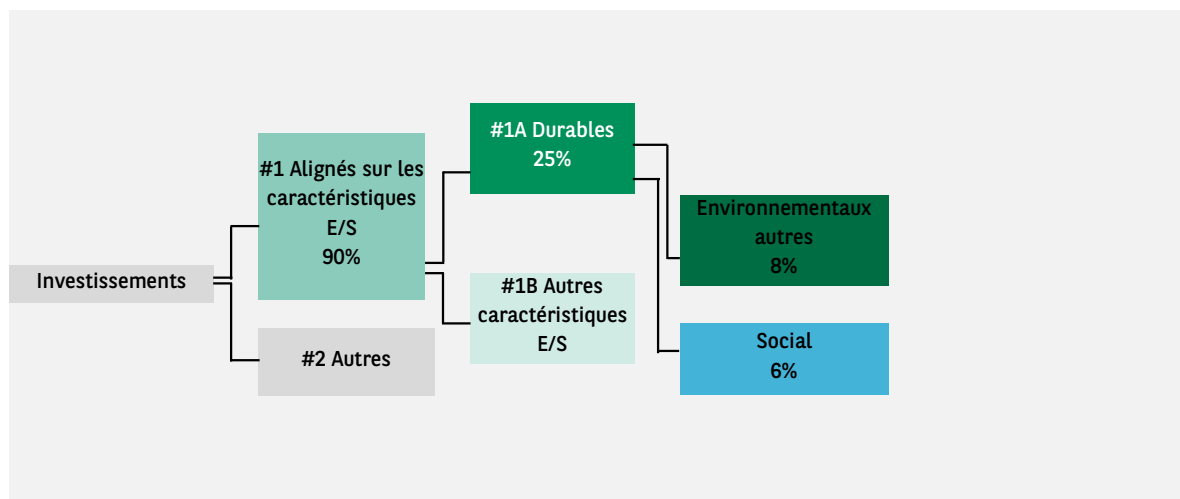 Investissements
#1 Alignés sur les
caractéristiques
E/S
90%
#2 Autres
#1A Durables
25%
#1B Autres
caractéristiques
E/S
Environnementaux
autres
8%
Social
6%